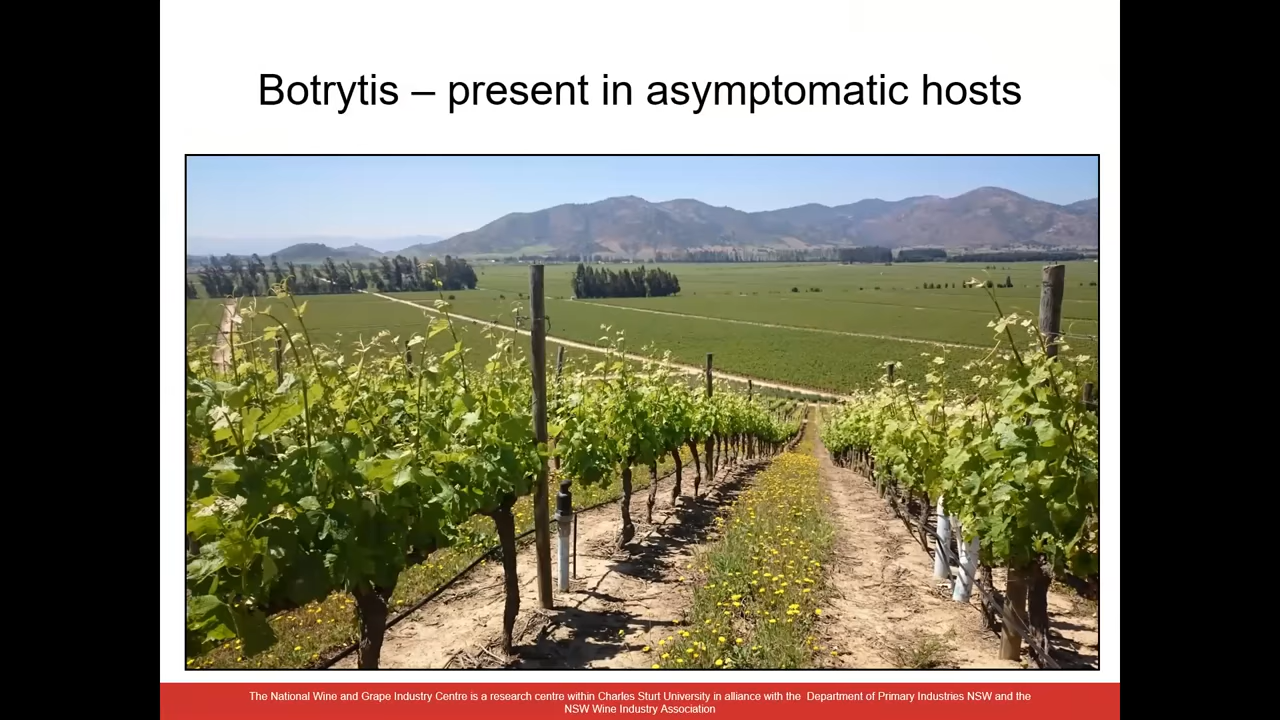 Botrytis – present in asymptomatic hosts
The National Wine and Grape Industry Centre is a research centre within Charles Sturt University in alliance with the  Department of Primary Industries NSW and the
NSW Wine Industry Association